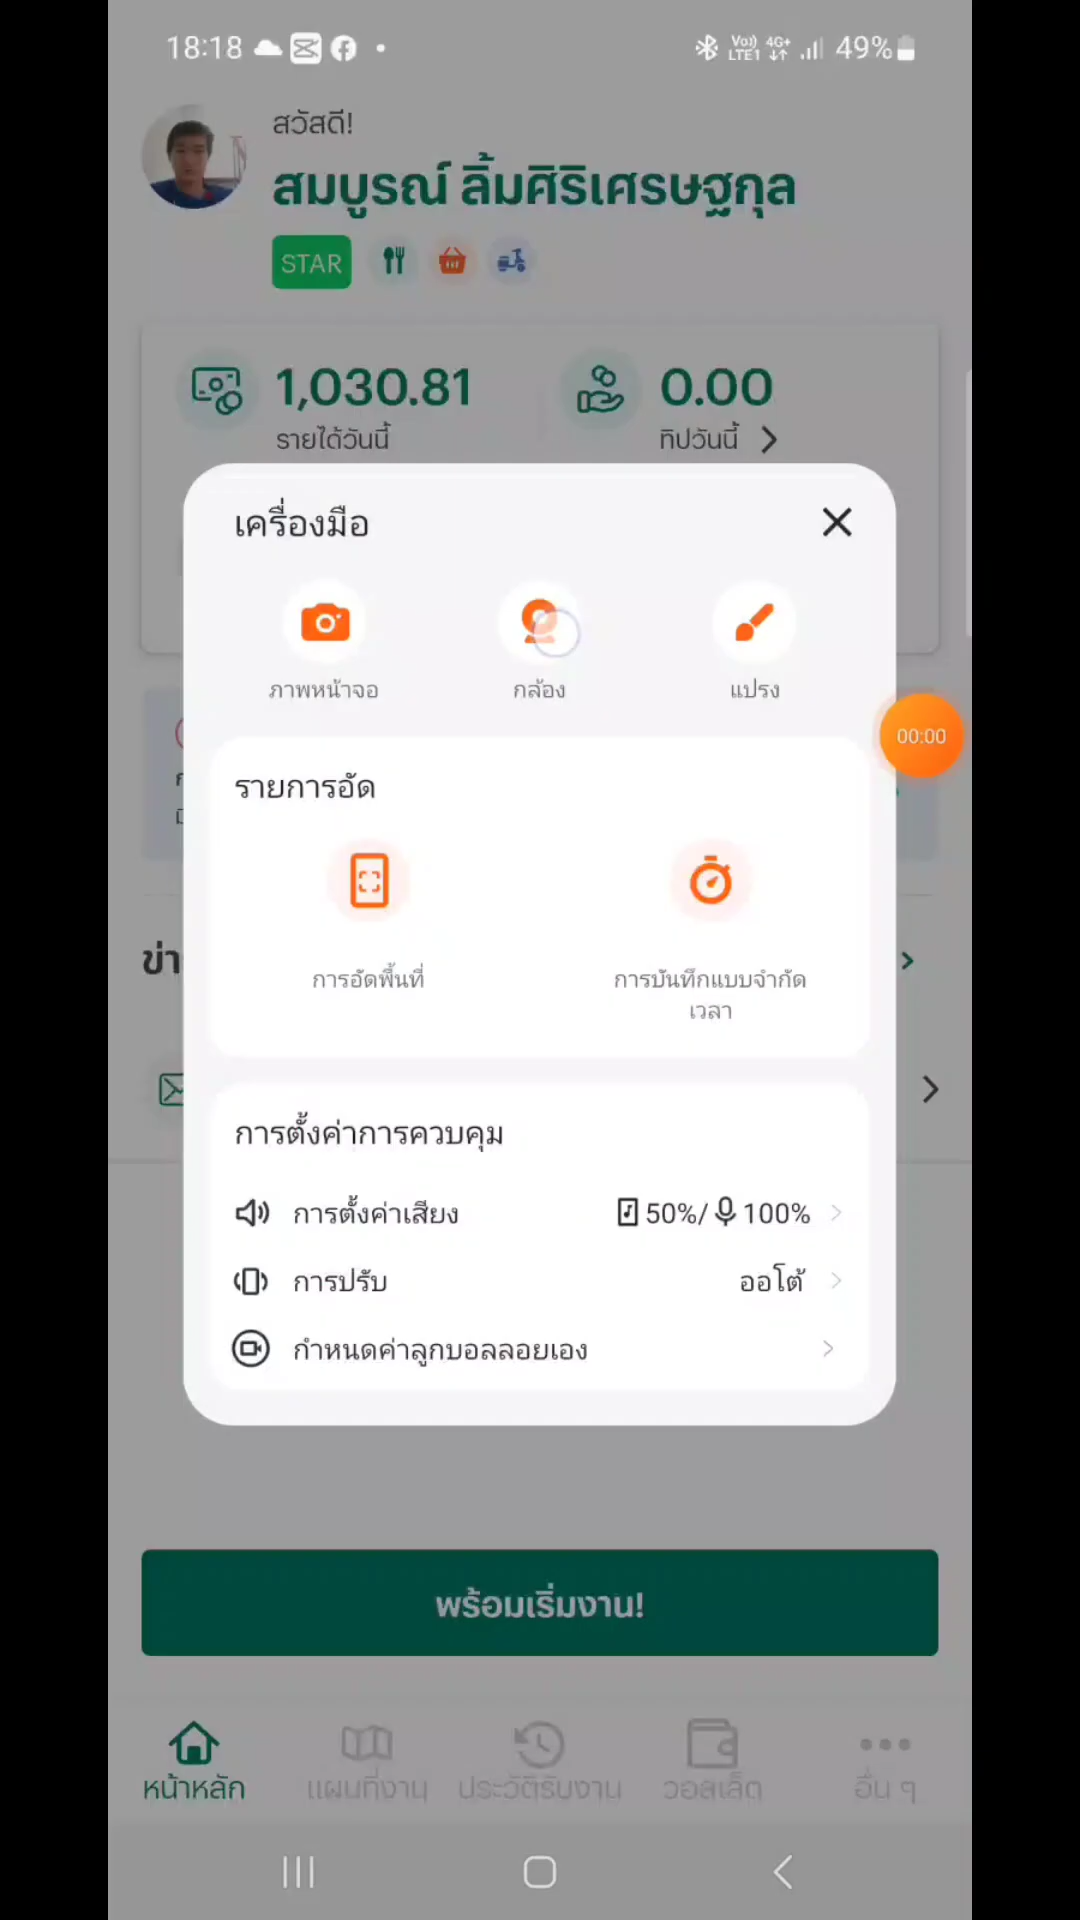 18:18
Vo)) LTE1 4G+ 49%
สวัสดี!
สมบูรณ์ ลิ้มศิริเศรษฐกุล
STAR
1,030.81 0.00
รายได้วันนี้ ทิปวันนี้
เครื่องมือ
ภาพหน้าจอ กล้อง แปรง
00:00
รายการอัด
ข่า
การอัดพื้นที่ การบันทึกแบบจำกัด
เวลา
การตั้งค่าการควบคุม
การตั้งค่าเสียง 50%/ 100%
การปรับ ออโต้
กำหนดค่าลูกบอลลอยเอง
พร้อมเริ่มงาน!
หน้าหลัก แผนที่งาน ประวัติรับงาน วอลเล็ต อื่น ๆ